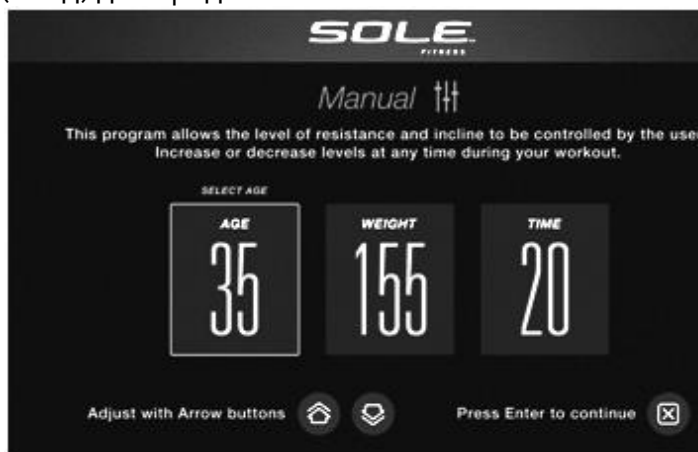 SOLE
FITNESS
Manual
This program allows the level of resistance and incline to be controlled by the use
Increase or decrease levels at any time during your workout.
SELECT AGE
AGE WEIGHT TIME
35 155 20
Adjust with Arrow buttons Press Enter to continue